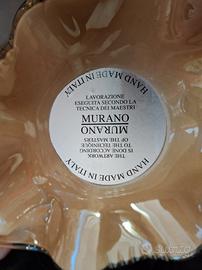 HAND MADE IN ITALY
LAVORAZIONE
ESEGUITA SECONDO LA
TECNICA DEI MAESTRI
MURANO
MURANO
THE ARTWORK
IS DONE ACCORDING
TO THE TECHNIQUE
OF THE MASTERS
HAND MADE IN ITALY
subito